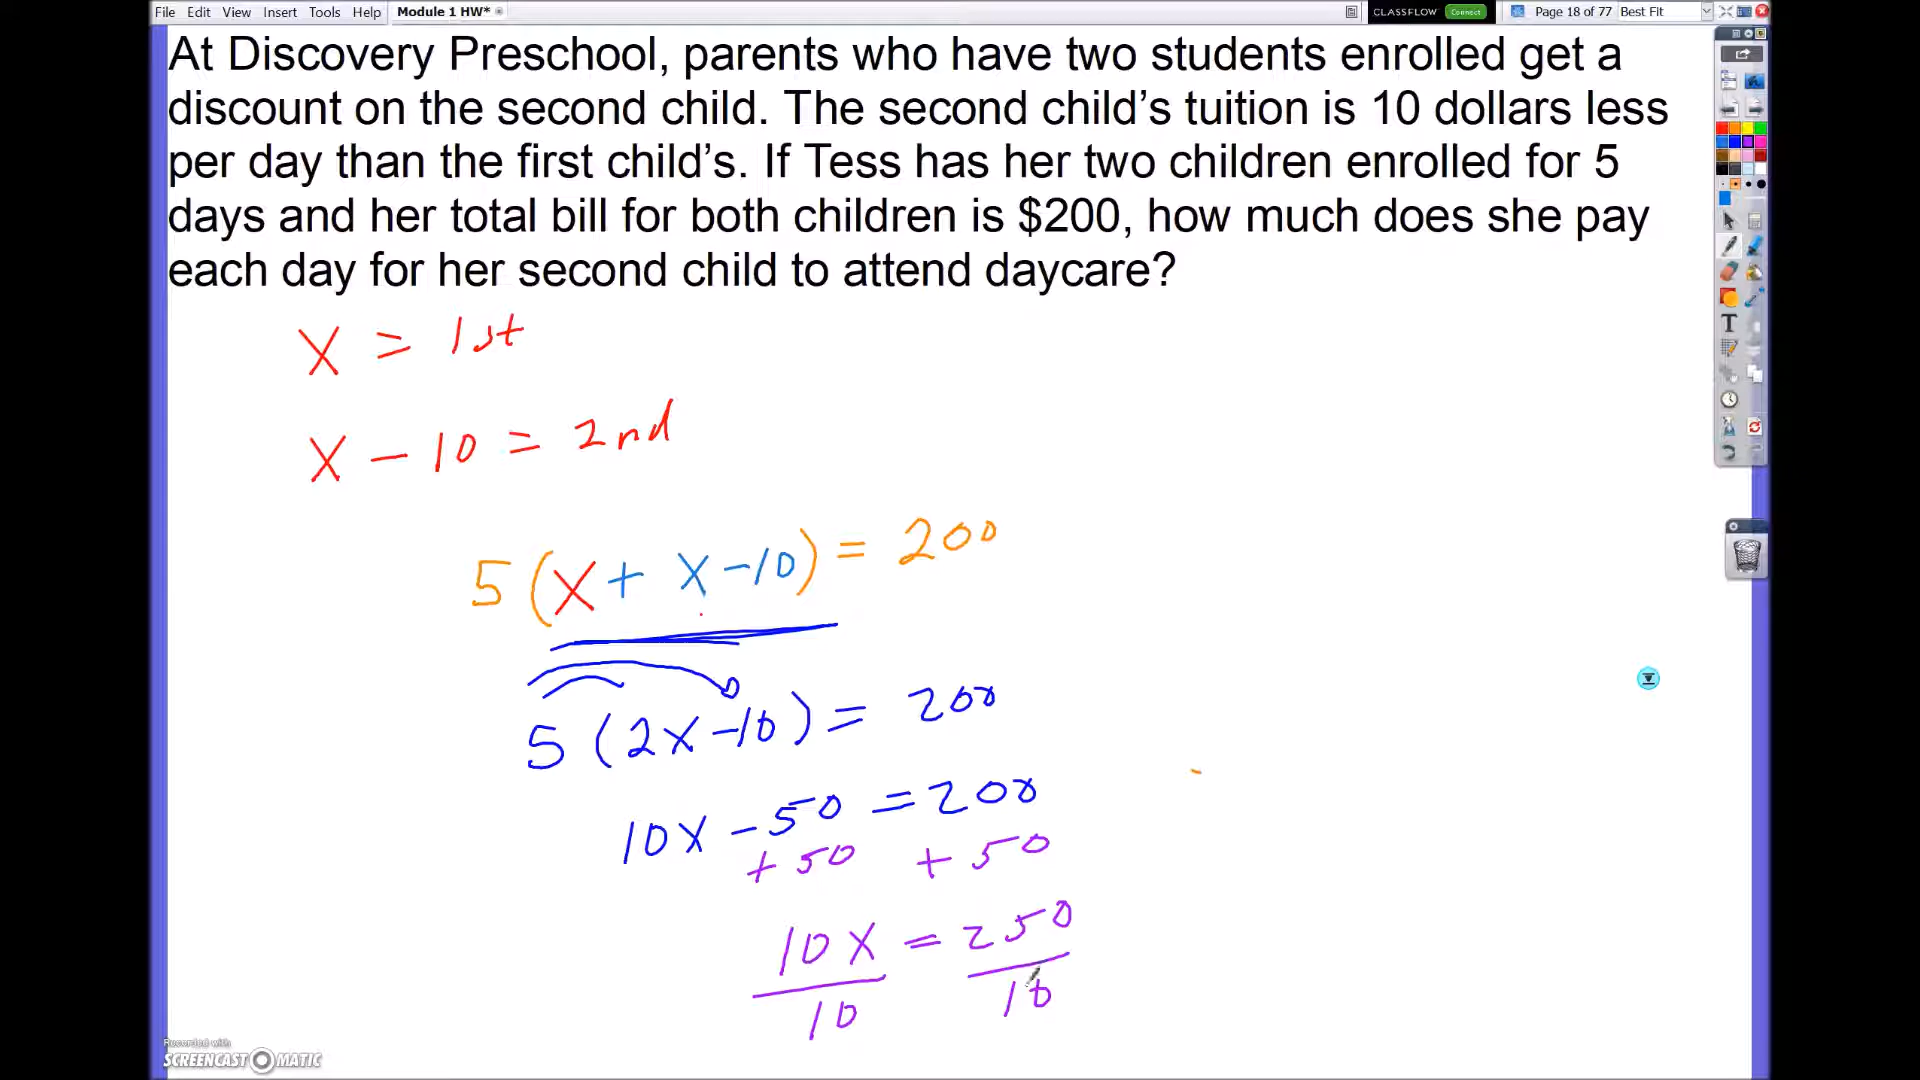 File Edit View Insert Tools Help Module 1 HW* CLASSFLOW Connect Page 18 of 77 Best Fit
At Discovery Preschool, parents who have two students enrolled get a
discount on the second child. The second child's tuition is 10 dollars less
per day than the first child's. If Tess has her two children enrolled for 5
days and her total bill for both children is $200, how much does she pay
each day for her second child to attend daycare?
X = 1st
X - 10 = 2nd
5 (X + X - 10) = 200
5 (2X - 10) = 200
10X - 50 = 200
+ 50 + 50
10X = 250
10 10
T
Recorded with
SCREENCAST MATIC